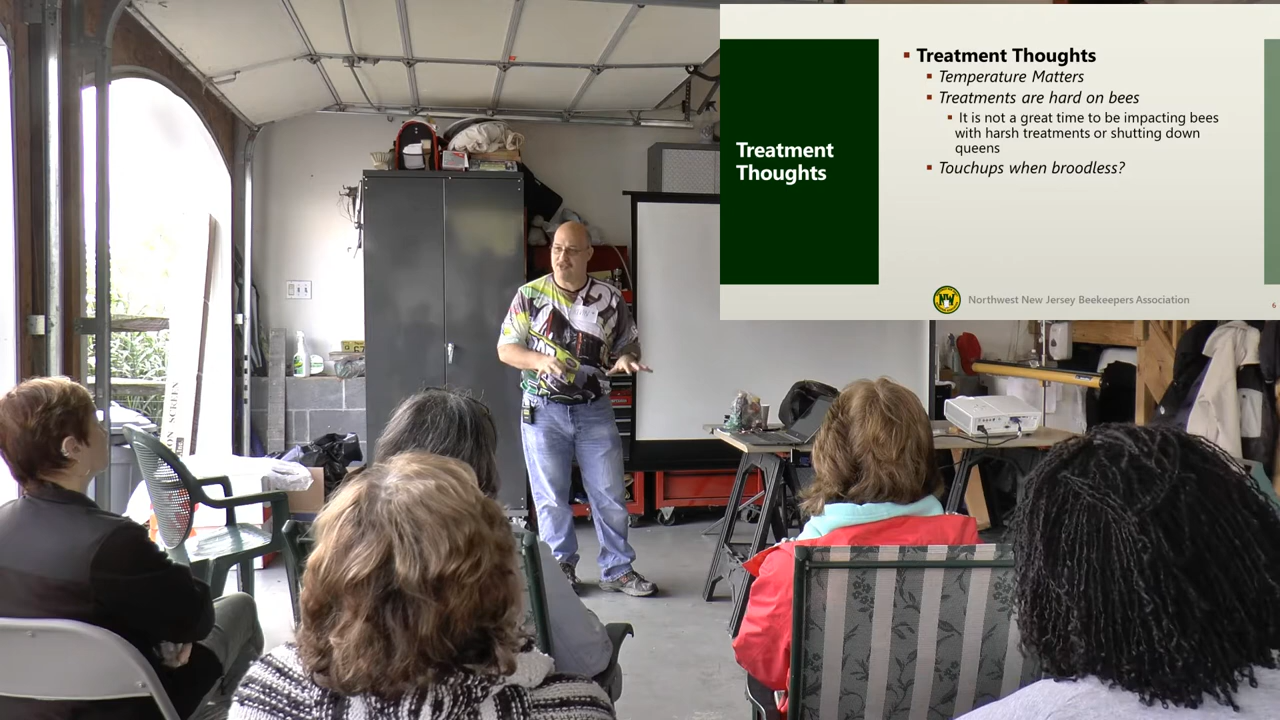 Treatment Thoughts
Temperature Matters
Treatments are hard on bees
It is not a great time to be impacting bees
with harsh treatments or shutting down
queens
Touchups when broodless?
Treatment
Thoughts
Northwest New Jersey Beekeepers Association
6